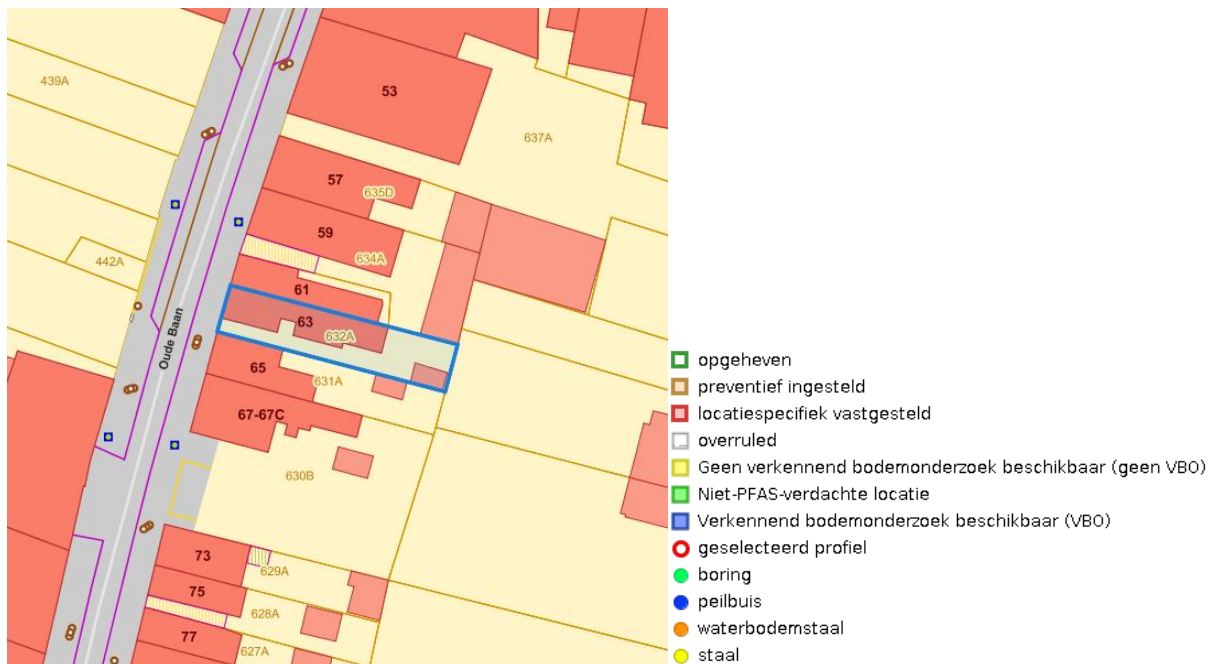 439A
53
637A
57
635D
59
634A
442A
61
63
632A
Oude Baan
65
631A
67-67C
630B
73
629A
75
628A
77
627A
opgeheven
preventief ingesteld
locatiespecifiek vastgesteld
overruled
Geen verkennend bodemonderzoek beschikbaar (geen VBO)
Niet-PFAS-verdachte locatie
Verkennend bodemonderzoek beschikbaar (VBO)
geselecteerd profiel
boring
peilbuis
waterbodemstaal
staal